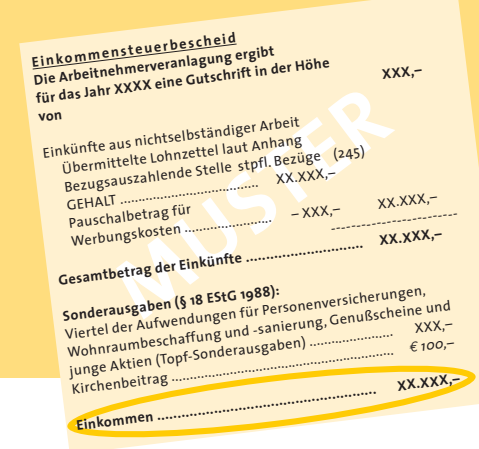 Einkommensteuerbescheid
Die Arbeitnehmerveranlagung ergibt
für das Jahr XXXX eine Gutschrift in der Höhe
von XXX,–
Einkünfte aus nichtselbständiger Arbeit
Übermittelte Lohnzettel laut Anhang
Bezugsauszahlende Stelle stpfl. Bezüge (245)
GEHALT ................................... XX.XXX,–
Pauschalbetrag für
Werbungskosten ...................... – XXX,– XX.XXX,–
-------------------------
Gesamtbetrag der Einkünfte ............................. XX.XXX,–
Sonderausgaben (§ 18 EStG 1988):
Viertel der Aufwendungen für Personenversicherungen,
Wohnraumbeschaffung und -sanierung, Genußscheine und
junge Aktien (Topf-Sonderausgaben) ..................... XXX,–
Kirchenbeitrag ........................................................ € 100,–
Einkommen ...................................................... XX.XXX,–
MUSTER